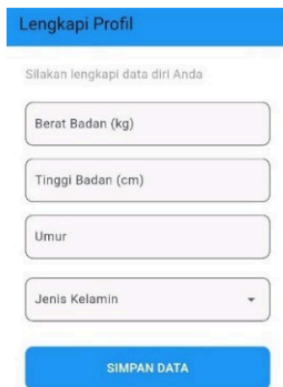 Lengkapi Profil
Silakan lengkapi data diri Anda
Berat Badan (kg)
Tinggi Badan (cm)
Umur
Jenis Kelamin
SIMPAN DATA